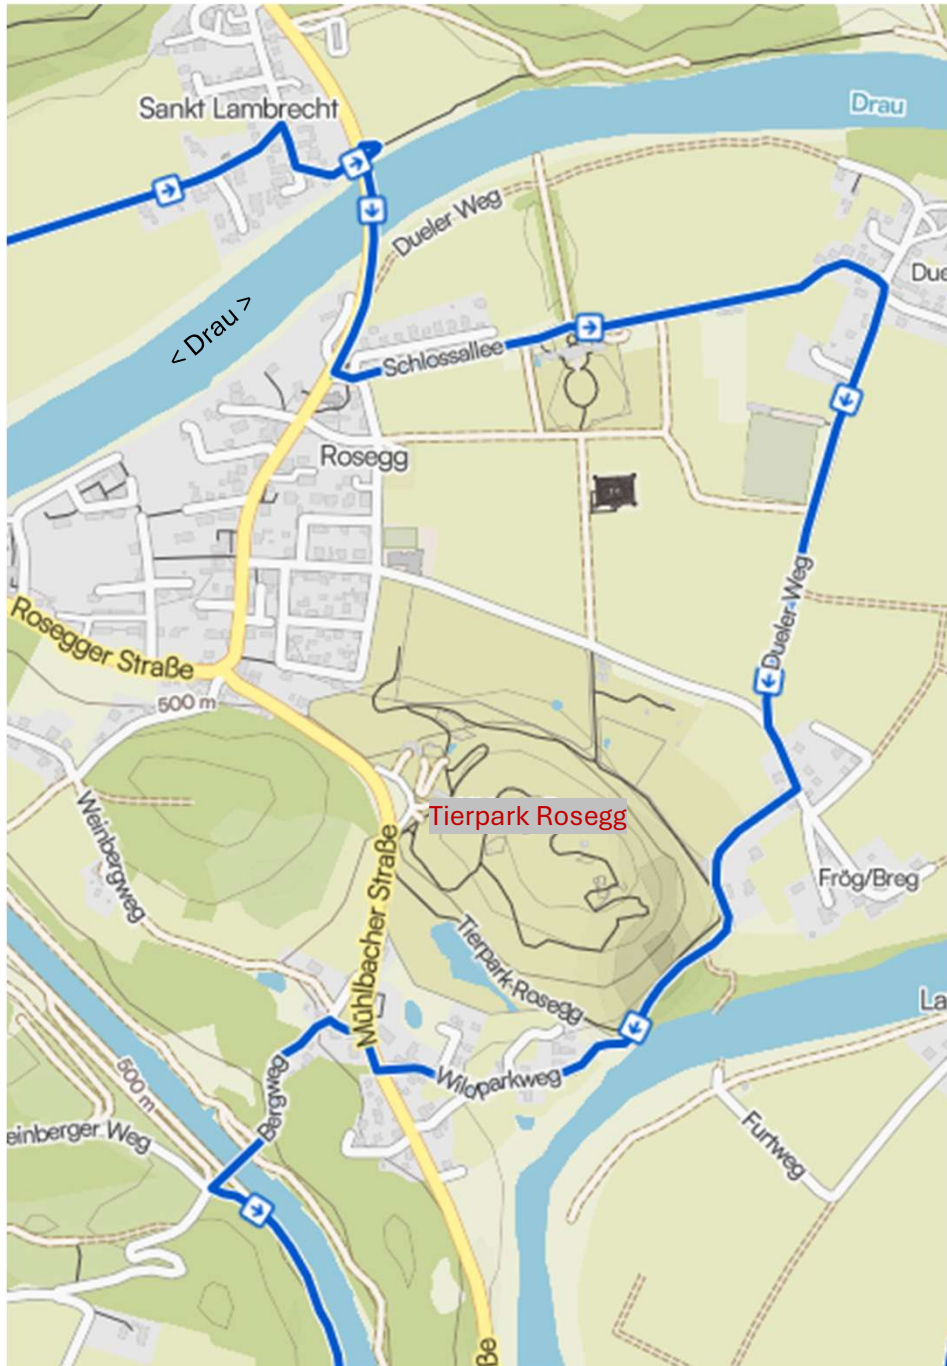 Sankt Lambrecht
Drau
Dueler Weg
Due
< Drau >
Schlossallee
Rosegg
Dueler-Weg
Rosegger Straße
500 m
Weinbergweg
Tierpark Rosegg
Mühlbacher Straße
Frög/Breg
Tierpark-Rosegg
La
500 m
Bergweg
Wildparkweg
einberger Weg
Furtweg
ße